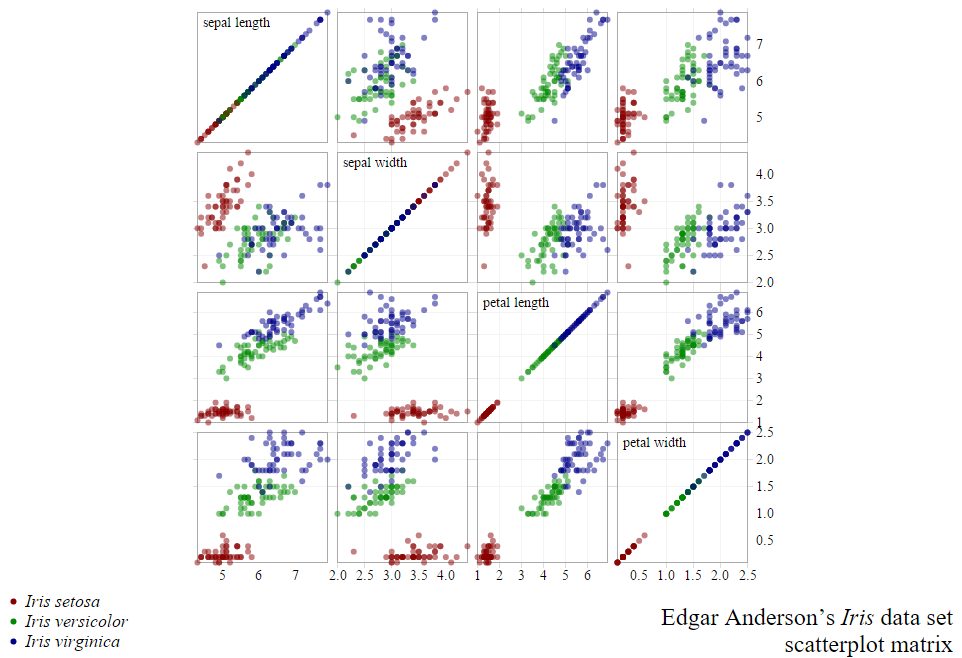 sepal length
7
6
5
sepal width
4.0
3.5
3.0
2.5
2.0
petal length
6
5
4
3
2
1
petal width
2.5
2.0
1.5
1.0
0.5
5 6 7 2.0 2.5 3.0 3.5 4.0 1 2 3 4 5 6 0.5 1.0 1.5 2.0 2.5
Iris setosa
Iris versicolor
Iris virginica
Edgar Anderson’s Iris data set
scatterplot matrix